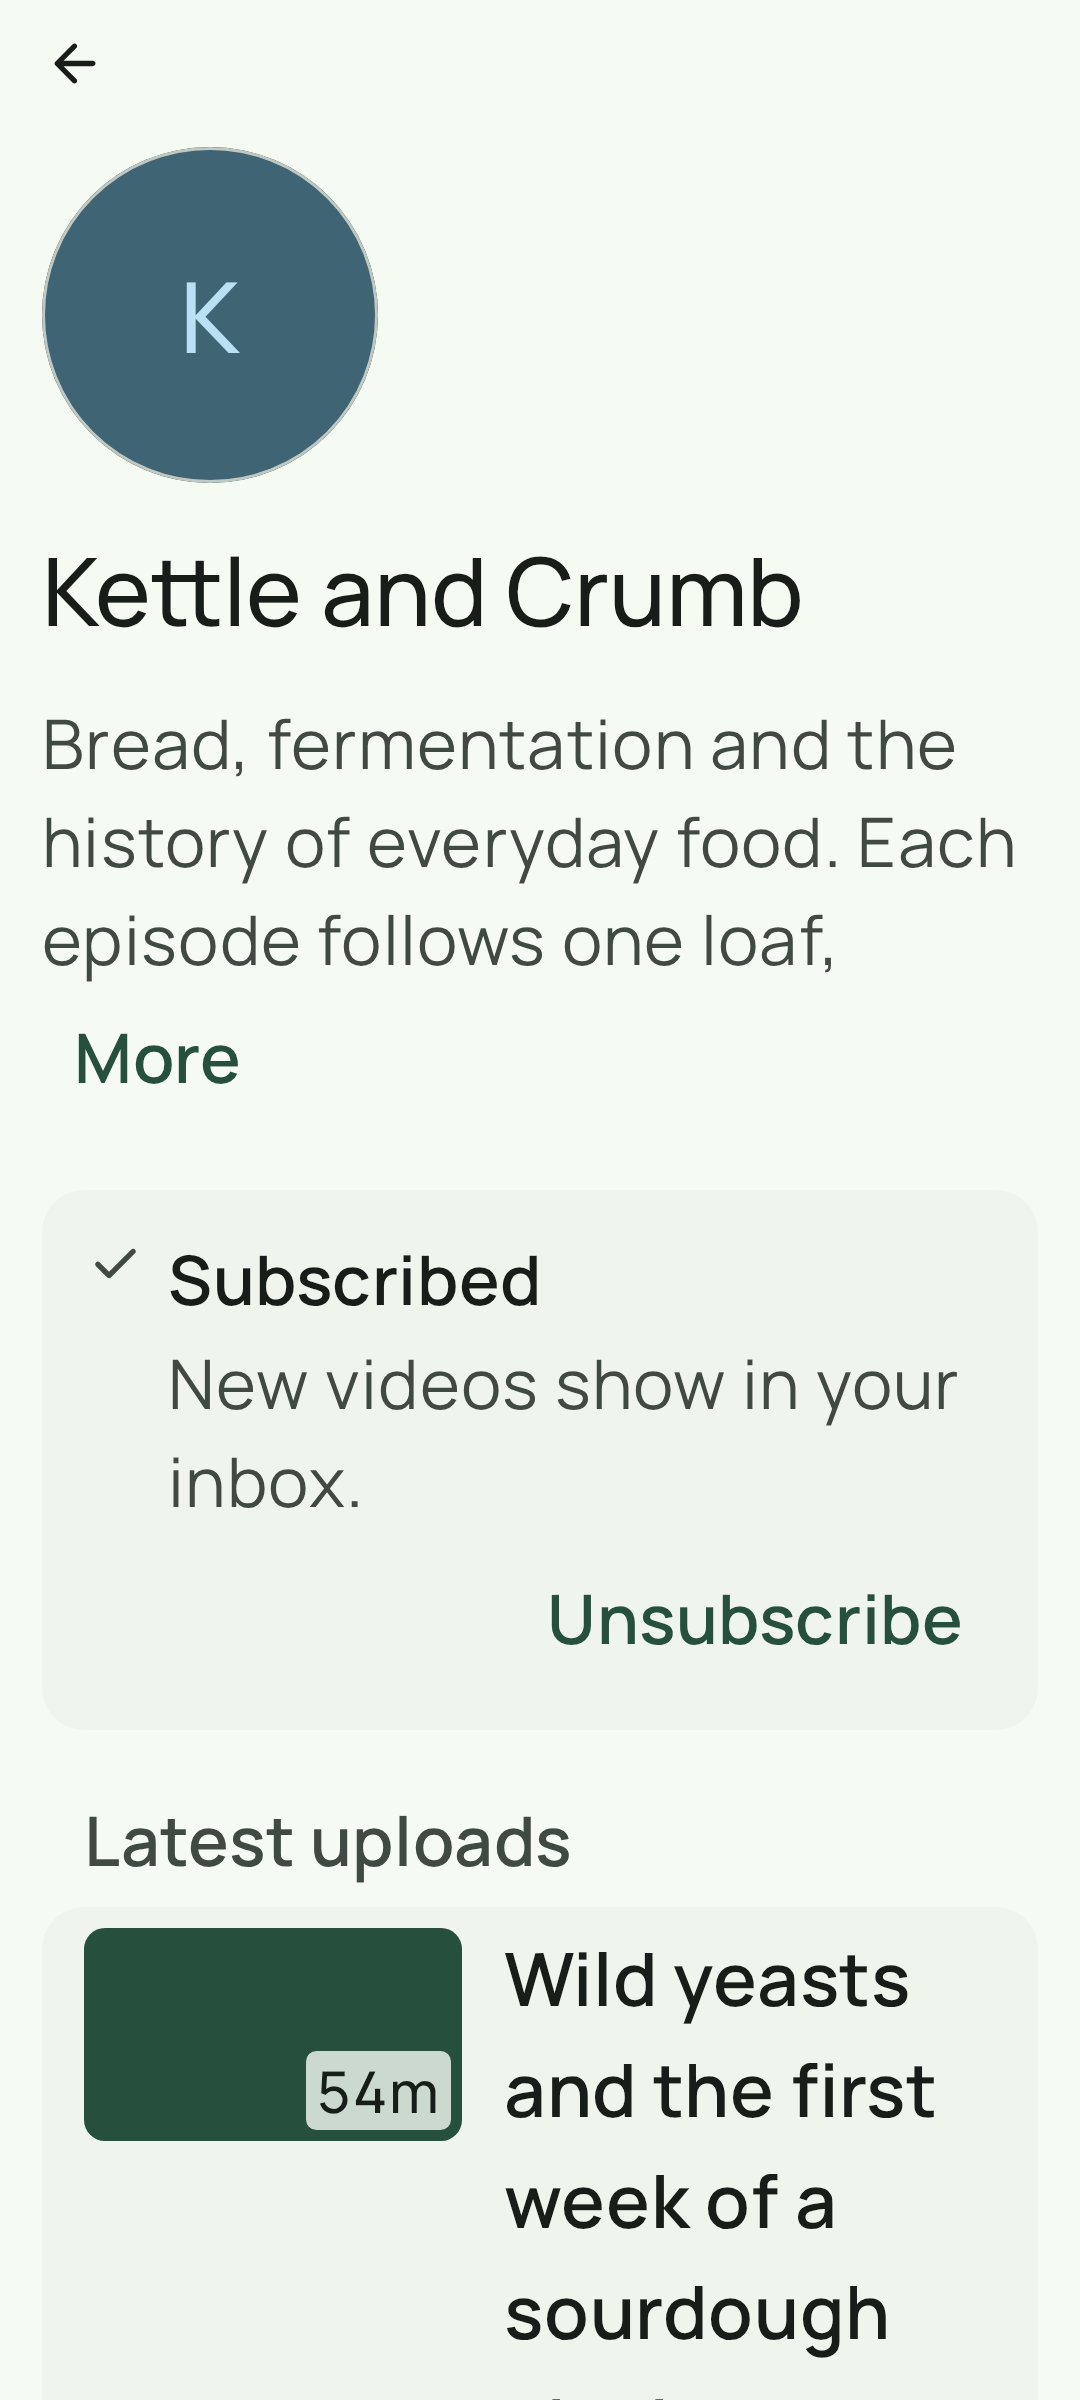 K
Kettle and Crumb
Bread, fermentation and the
history of everyday food. Each
episode follows one loaf,
More
Subscribed
New videos show in your
inbox.
Unsubscribe
Latest uploads
54m
Wild yeasts
and the first
week of a
sourdough